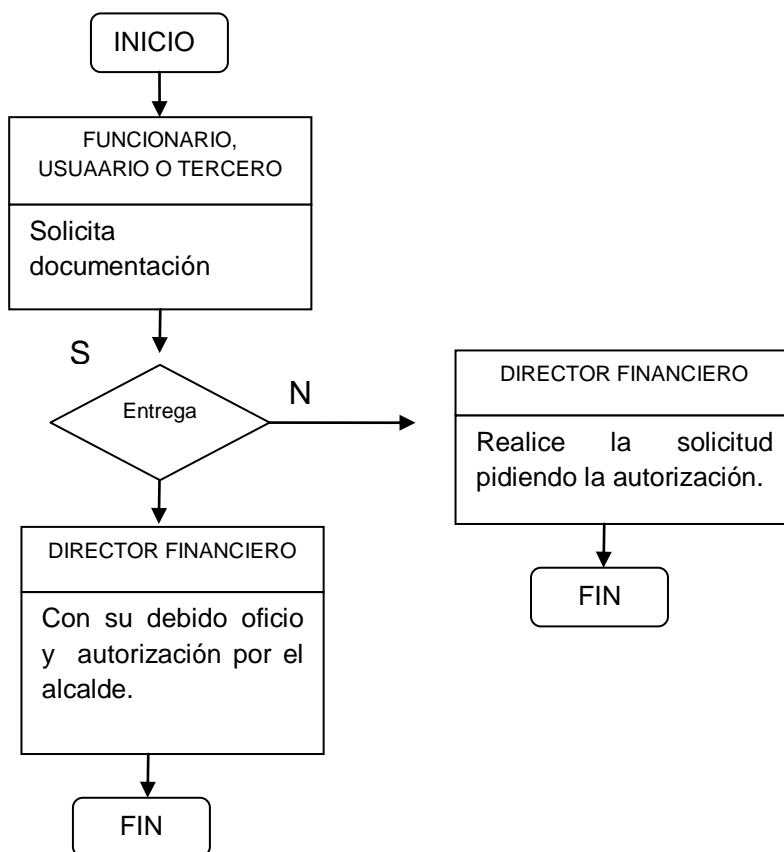 INICIO
FUNCIONARIO,
USUAARIO O TERCERO
Solicita
documentación
S
Entrega
N
DIRECTOR FINANCIERO
Realice la solicitud
pidiendo la autorización.
FIN
DIRECTOR FINANCIERO
Con su debido oficio
y autorización por el
alcalde.
FIN